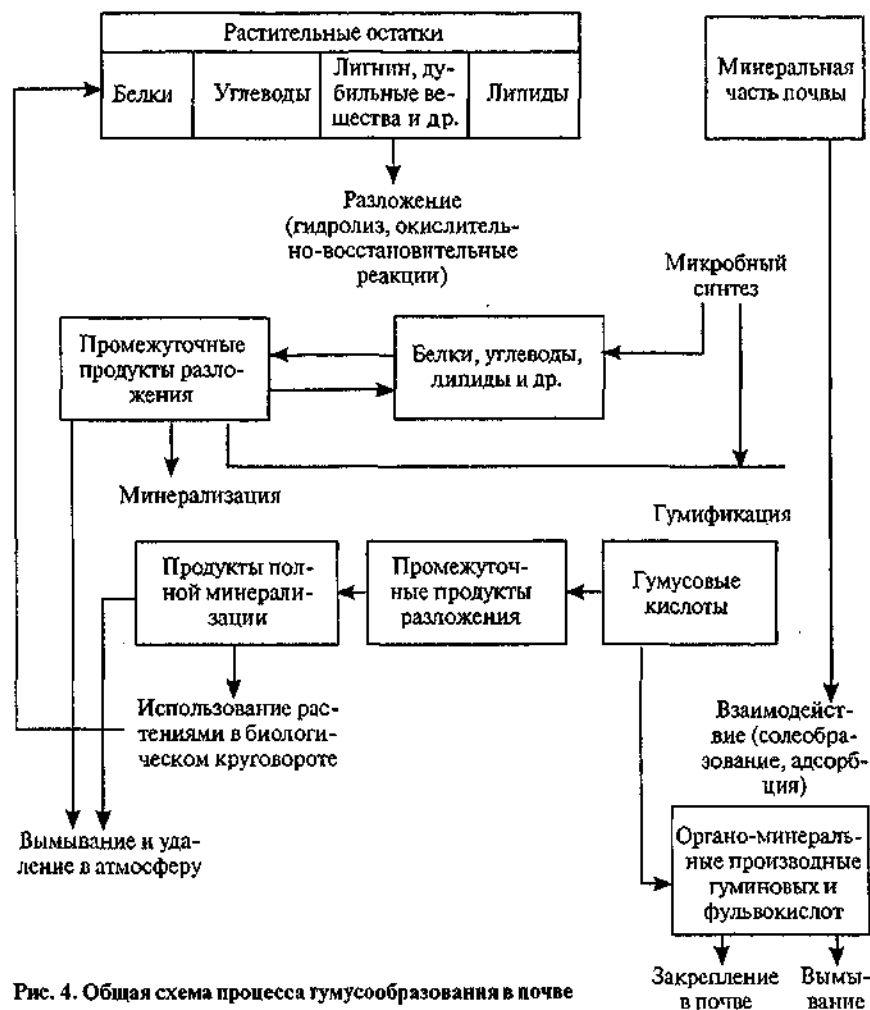 Растительные остатки
Белки
Углеводы
Лигнин, ду-
бильные ве-
щества и др.
Липиды
Минеральная
часть почвы
Разложение
(гидролиз, окислитель-
но-восстановительные
реакции)
Микробный
синтез
Промежуточные
продукты разло-
жения
Белки, углеводы,
липиды и др.
Минерализация
Гумификация
Продукты пол-
ной минерали-
зации
Промежуточ-
ные продукты
разложения
Гумусовые
кислоты
Использование рас-
тениями в биологи-
ческом круговороте
Взаимодейст-
вие (солеобра-
зование, адсорб-
ция)
Вымывание и уда-
ление в атмосферу
Органо-минераль-
ные производные
гуминовых и
фульвокислот
Закрепление
в почве
Вымы-
вание
Рис. 4. Общая схема процесса гумусообразования в почве